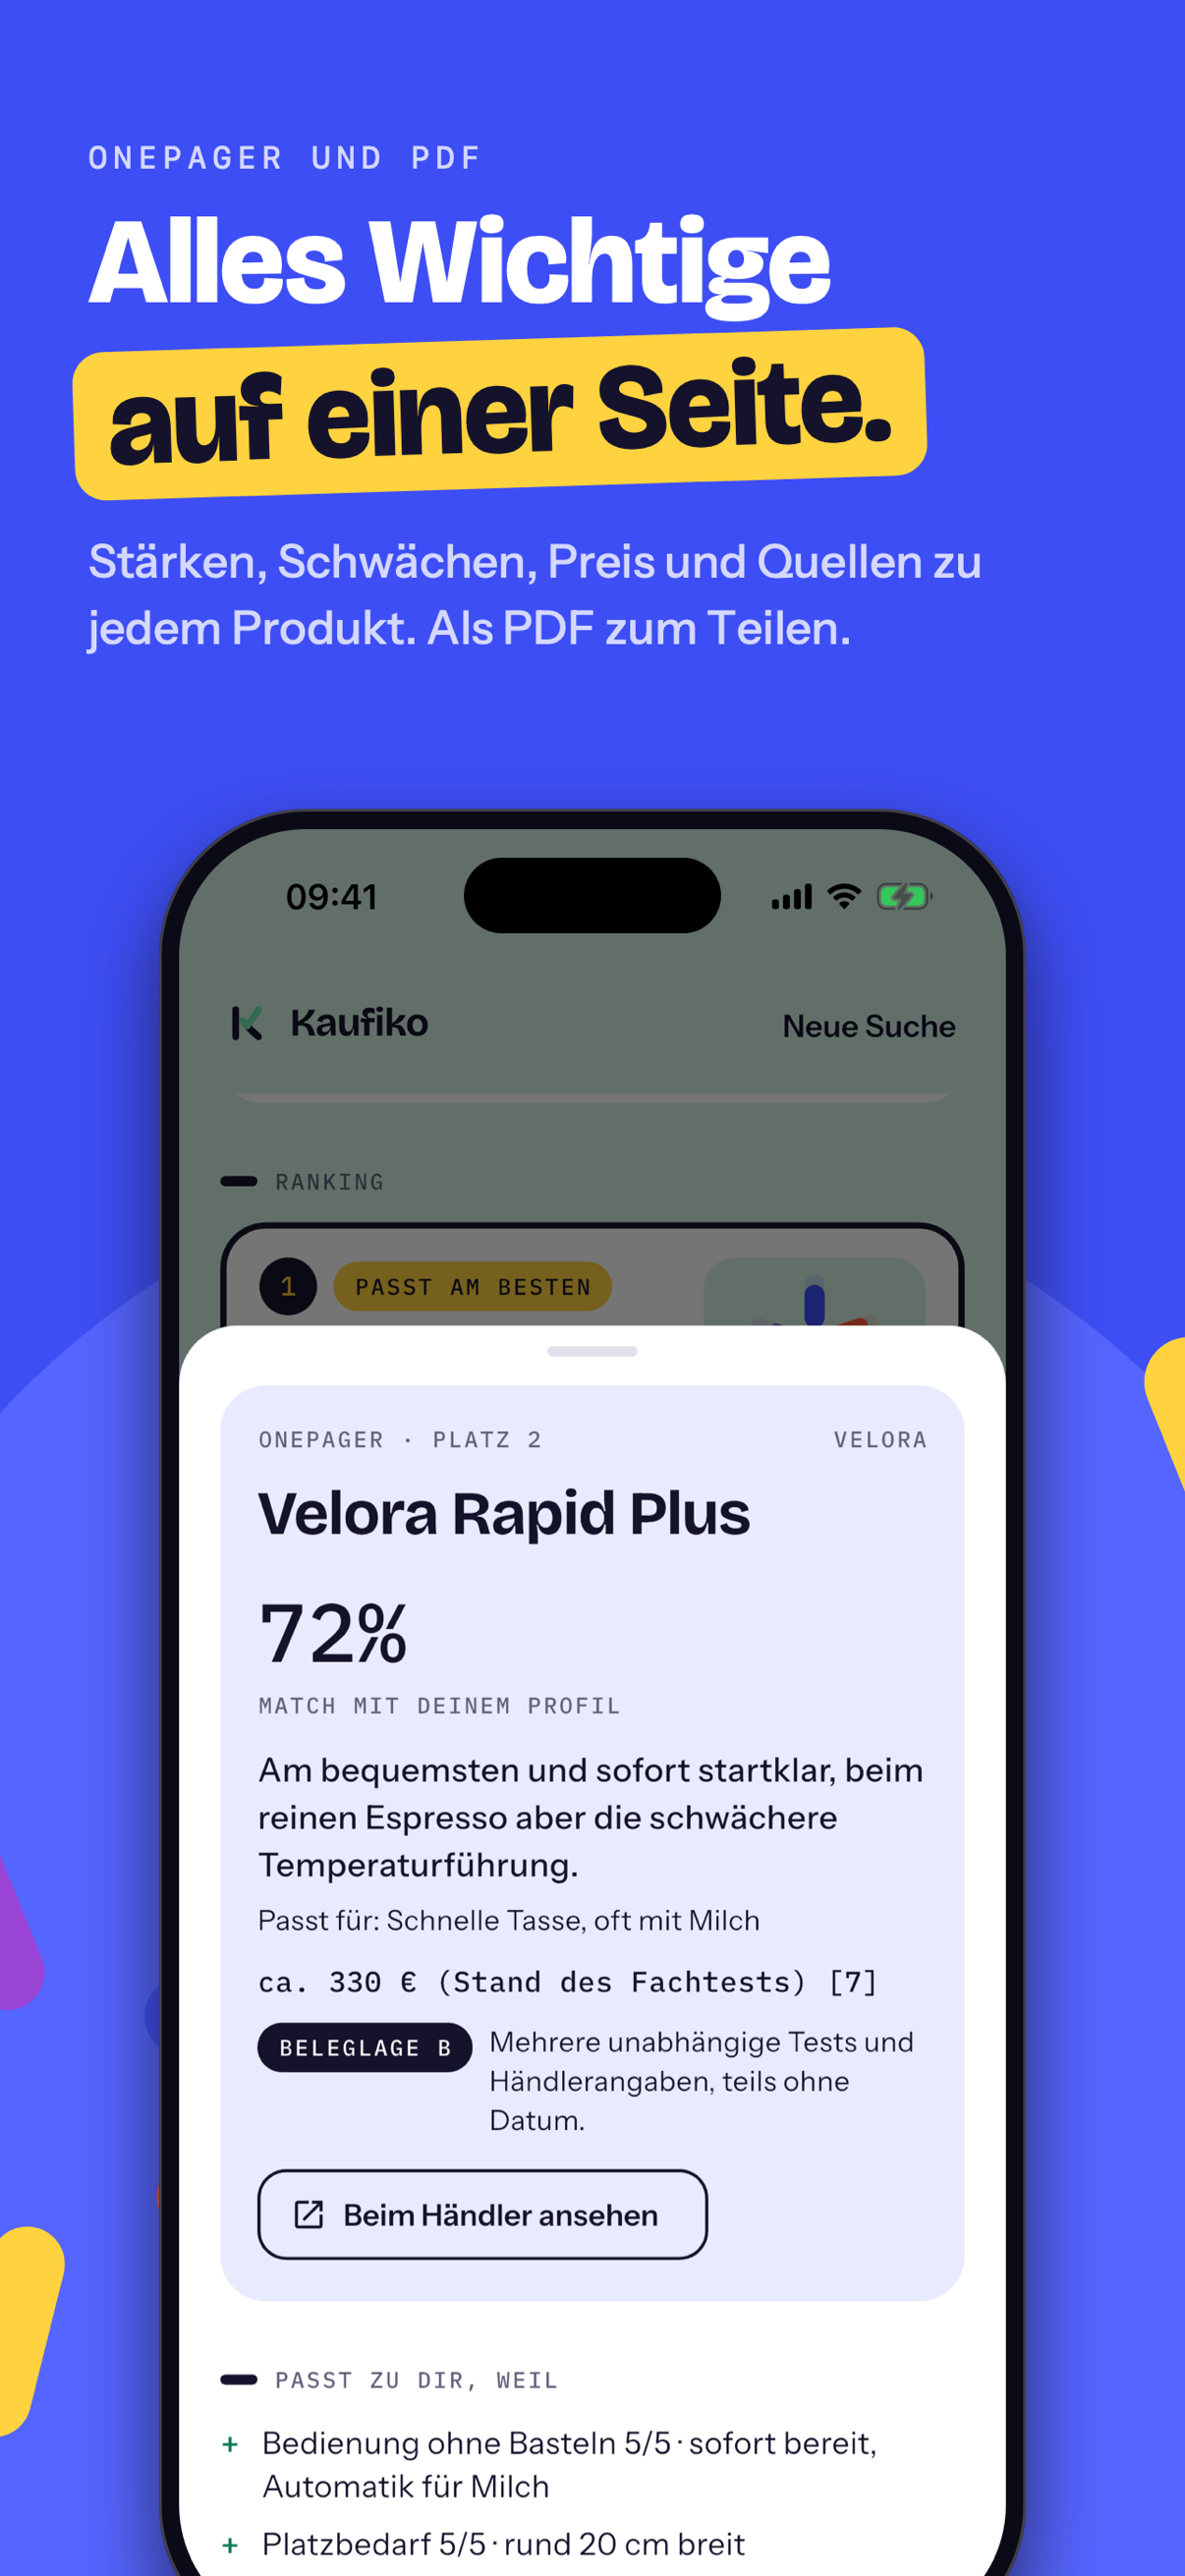 ONEPAGER UND PDF
Alles Wichtige
auf einer Seite.
Stärken, Schwächen, Preis und Quellen zu
jedem Produkt. Als PDF zum Teilen.
09:41
Kaufiko
Neue Suche
RANKING
1 PASST AM BESTEN
ONEPAGER · PLATZ 2
VELORA
Velora Rapid Plus
72%
MATCH MIT DEINEM PROFIL
Am bequemsten und sofort startklar, beim
reinen Espresso aber die schwächere
Temperaturführung.
Passt für: Schnelle Tasse, oft mit Milch
ca. 330 € (Stand des Fachtests) [7]
BELEGLAGE B
Mehrere unabhängige Tests und
Händlerangaben, teils ohne
Datum.
Beim Händler ansehen
PASST ZU DIR, WEIL
+ Bedienung ohne Basteln 5/5 · sofort bereit,
Automatik für Milch
+ Platzbedarf 5/5 · rund 20 cm breit